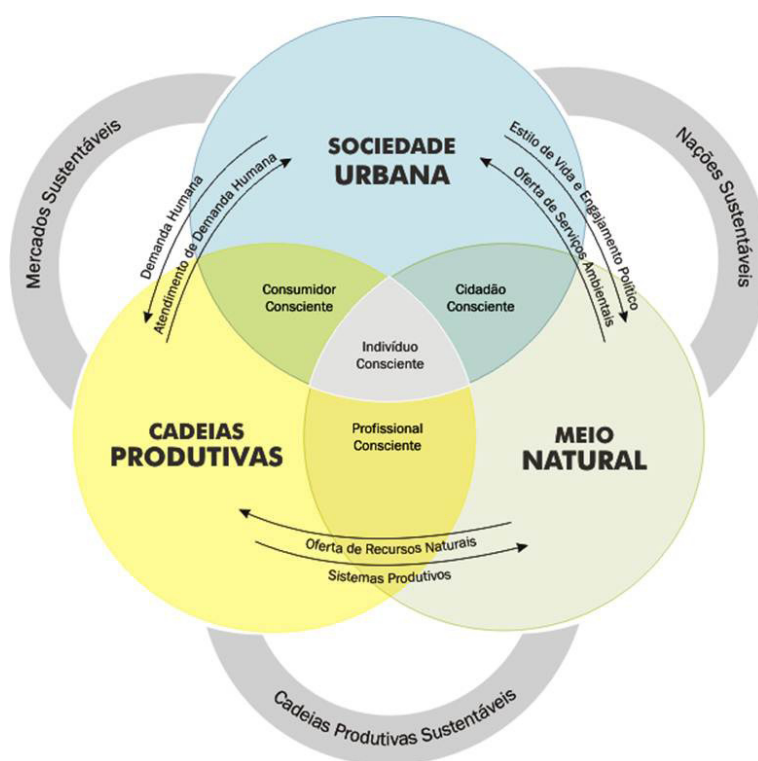 SOCIEDADE
URBANA
Mercados Sustentáveis
Nações Sustentáveis
Demanda Humana
Atendimento de Demanda Humana
Estilo de Vida e Engajamento Político
Oferta de Serviços Ambientais
Consumidor
Consciente
Cidadão
Consciente
Indivíduo
Consciente
CADEIAS
PRODUTIVAS
Profissional
Consciente
MEIO
NATURAL
Oferta de Recursos Naturais
Sistemas Produtivos
Cadeias Produtivas Sustentáveis